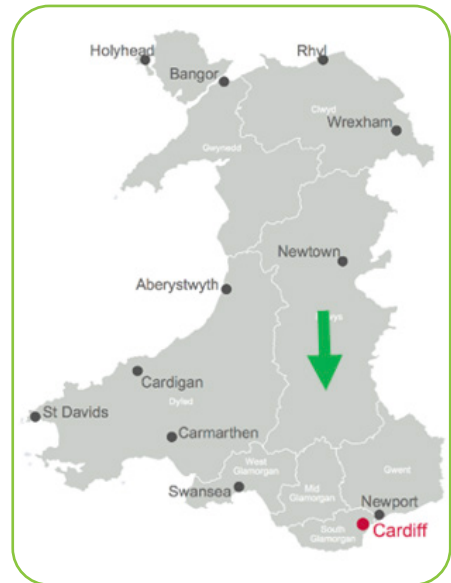 Holyhead
Rhyl
Bangor
Clwyd
Wrexham
Gwynedd
Newtown
Aberystwyth
Cardigan
Dyfed
St Davids
Carmarthen
West
Glamorgan
Gwent
Mid
Glamorgan
Swansea
Newport
South
Glamorgan
Cardiff